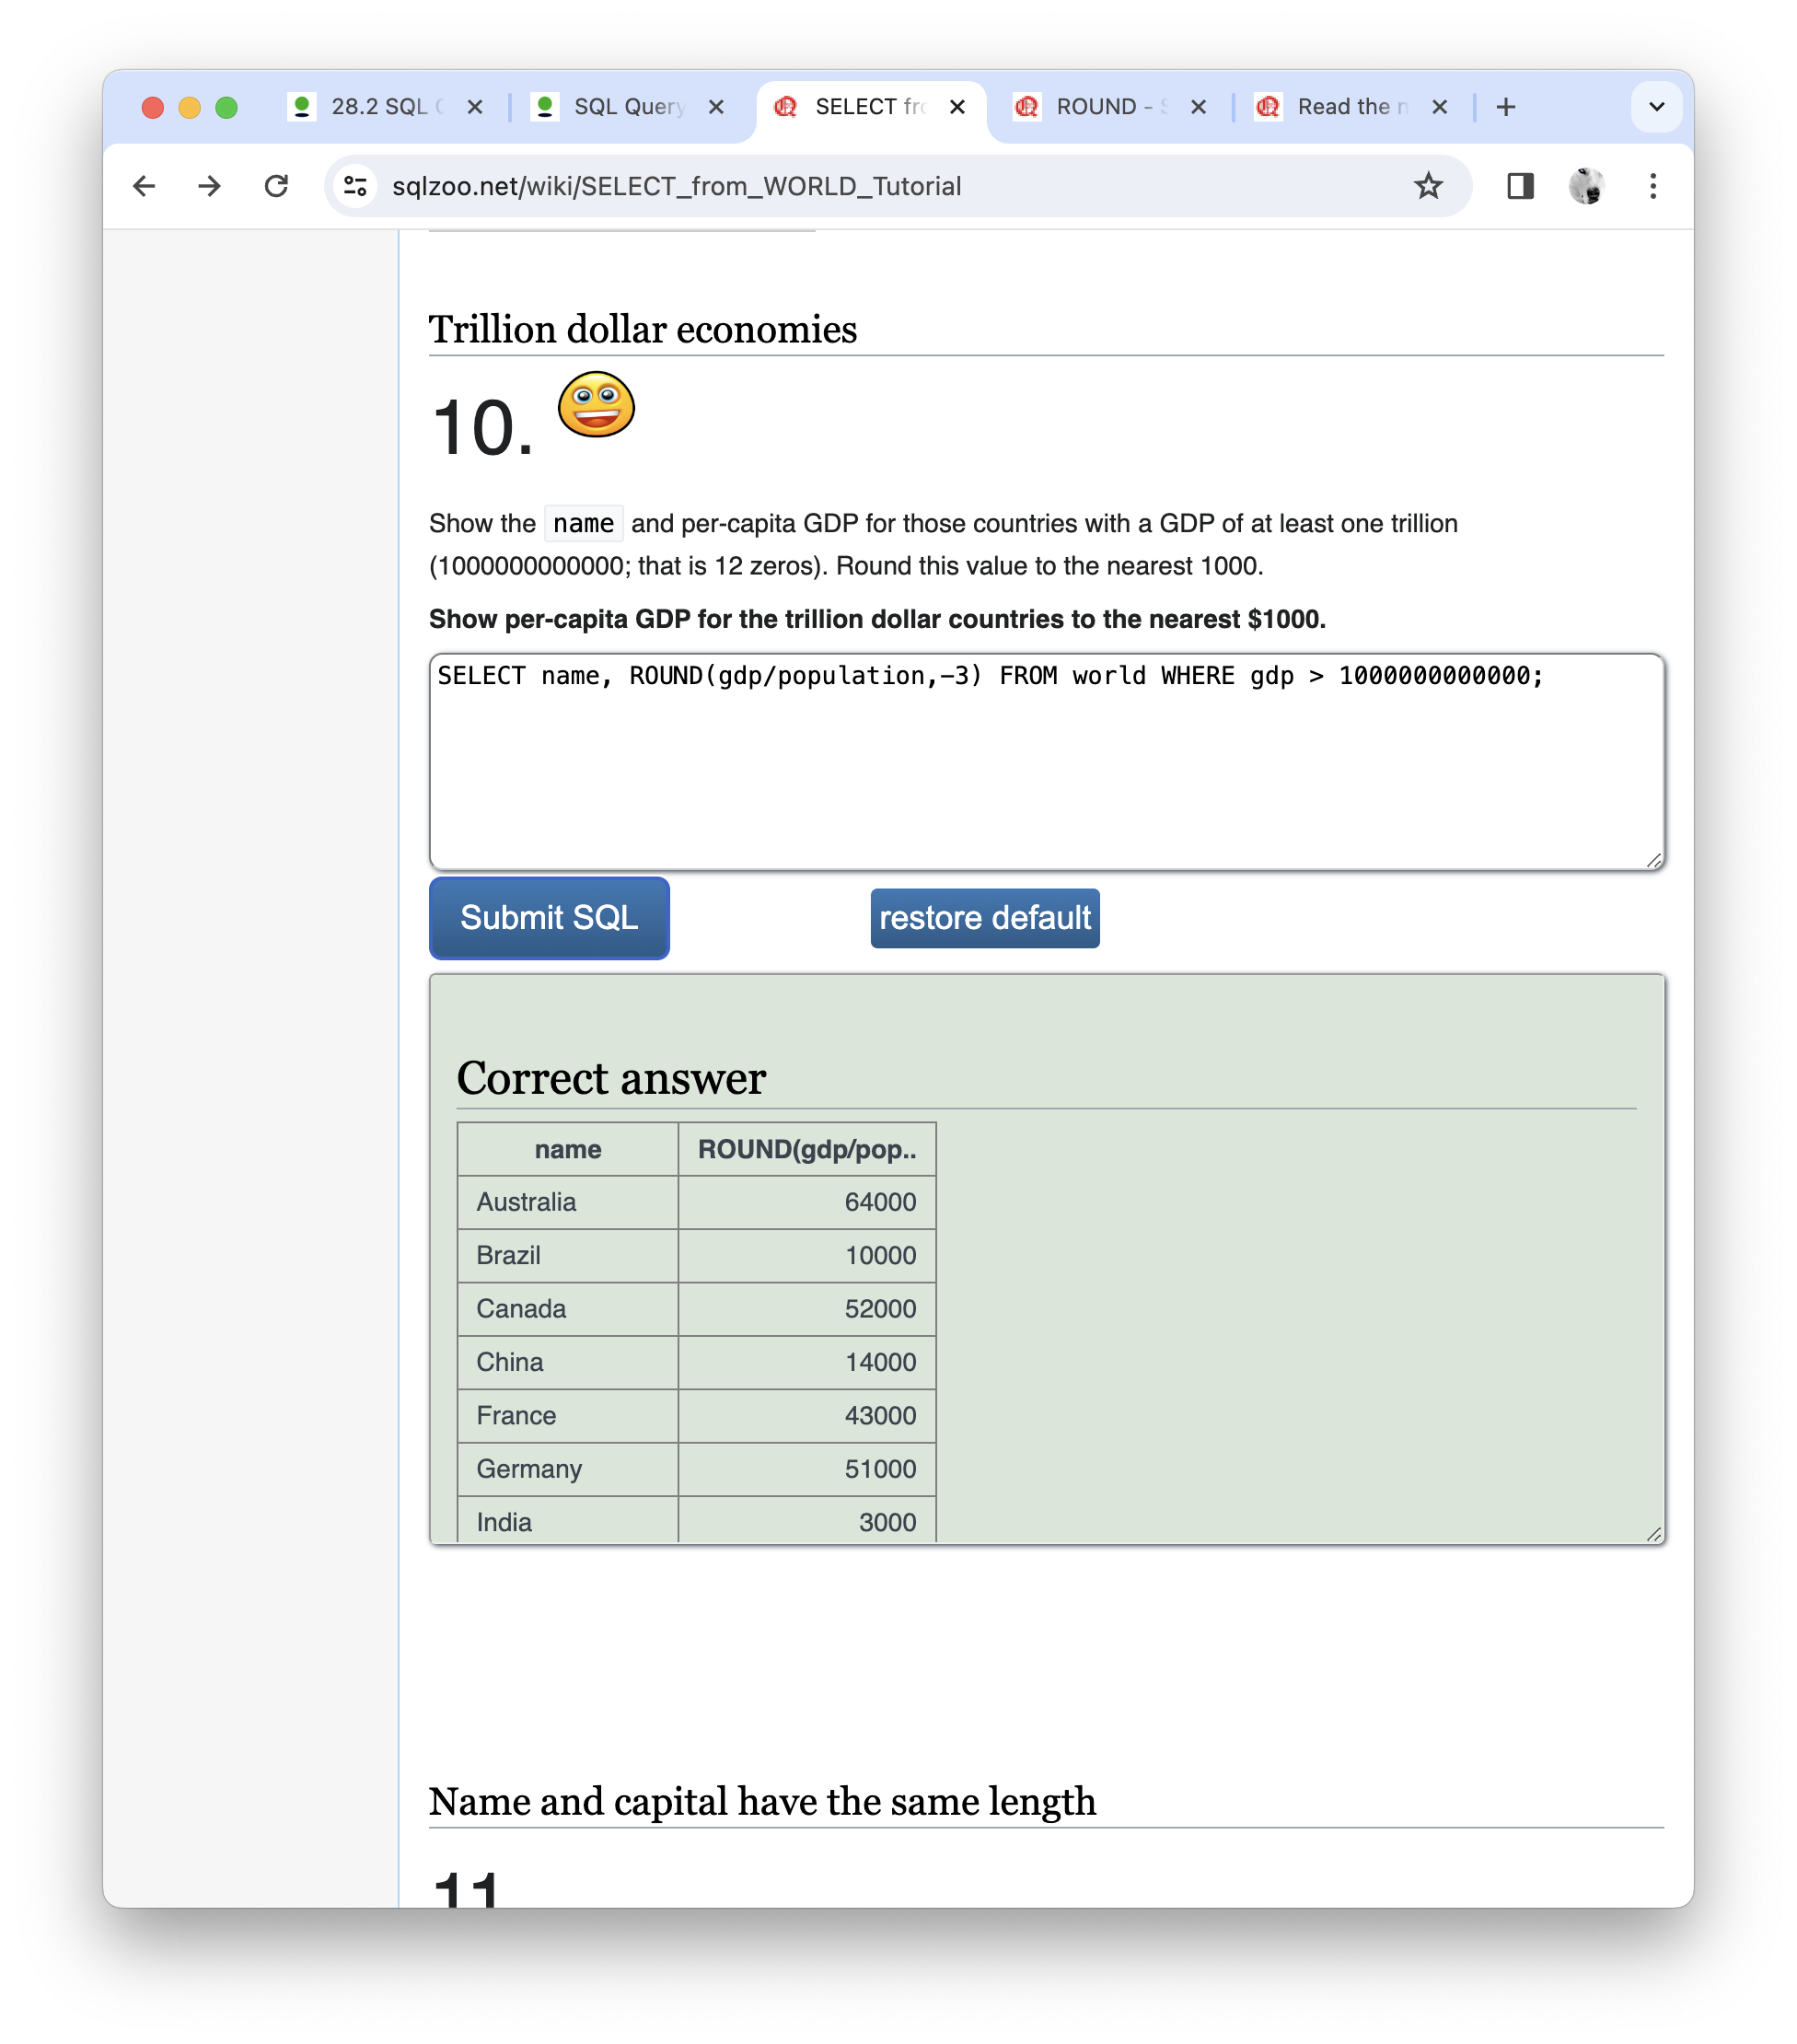 28.2 SQL
SQL Query
SELECT fr
ROUND -
Read the
sqlzoo.net/wiki/SELECT_from_WORLD_Tutorial
Trillion dollar economies
10.
Show the name and per-capita GDP for those countries with a GDP of at least one trillion
(1000000000000; that is 12 zeros). Round this value to the nearest 1000.
Show per-capita GDP for the trillion dollar countries to the nearest $1000.
SELECT name, ROUND(gdp/population,-3) FROM world WHERE gdp > 1000000000000;
Submit SQL
restore default
Correct answer
name ROUND(gdp/pop..
Australia 64000
Brazil 10000
Canada 52000
China 14000
France 43000
Germany 51000
India 3000
Name and capital have the same length
11